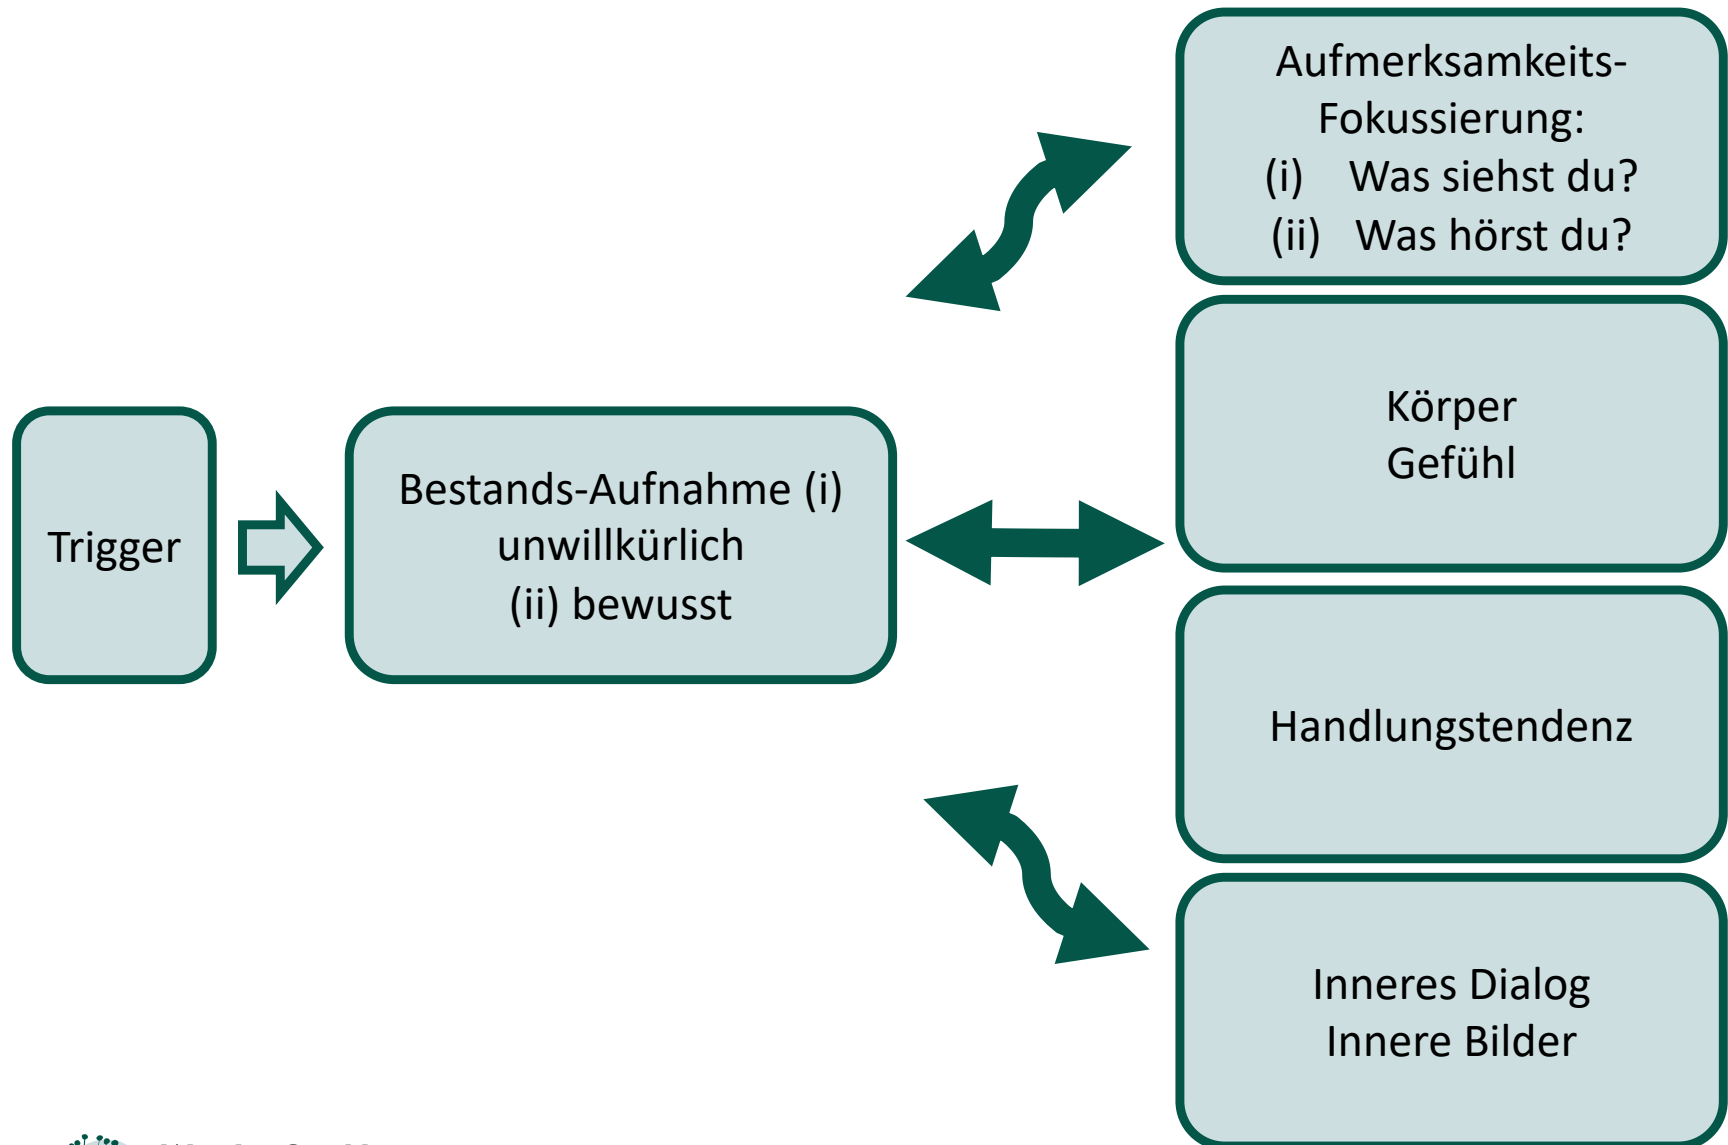 Aufmerksamkeits-
Fokussierung:
(i) Was siehst du?
(ii) Was hörst du?
Körper
Gefühl
Trigger
Bestands-Aufnahme (i)
unwillkürlich
(ii) bewusst
Handlungstendenz
Inneres Dialog
Innere Bilder